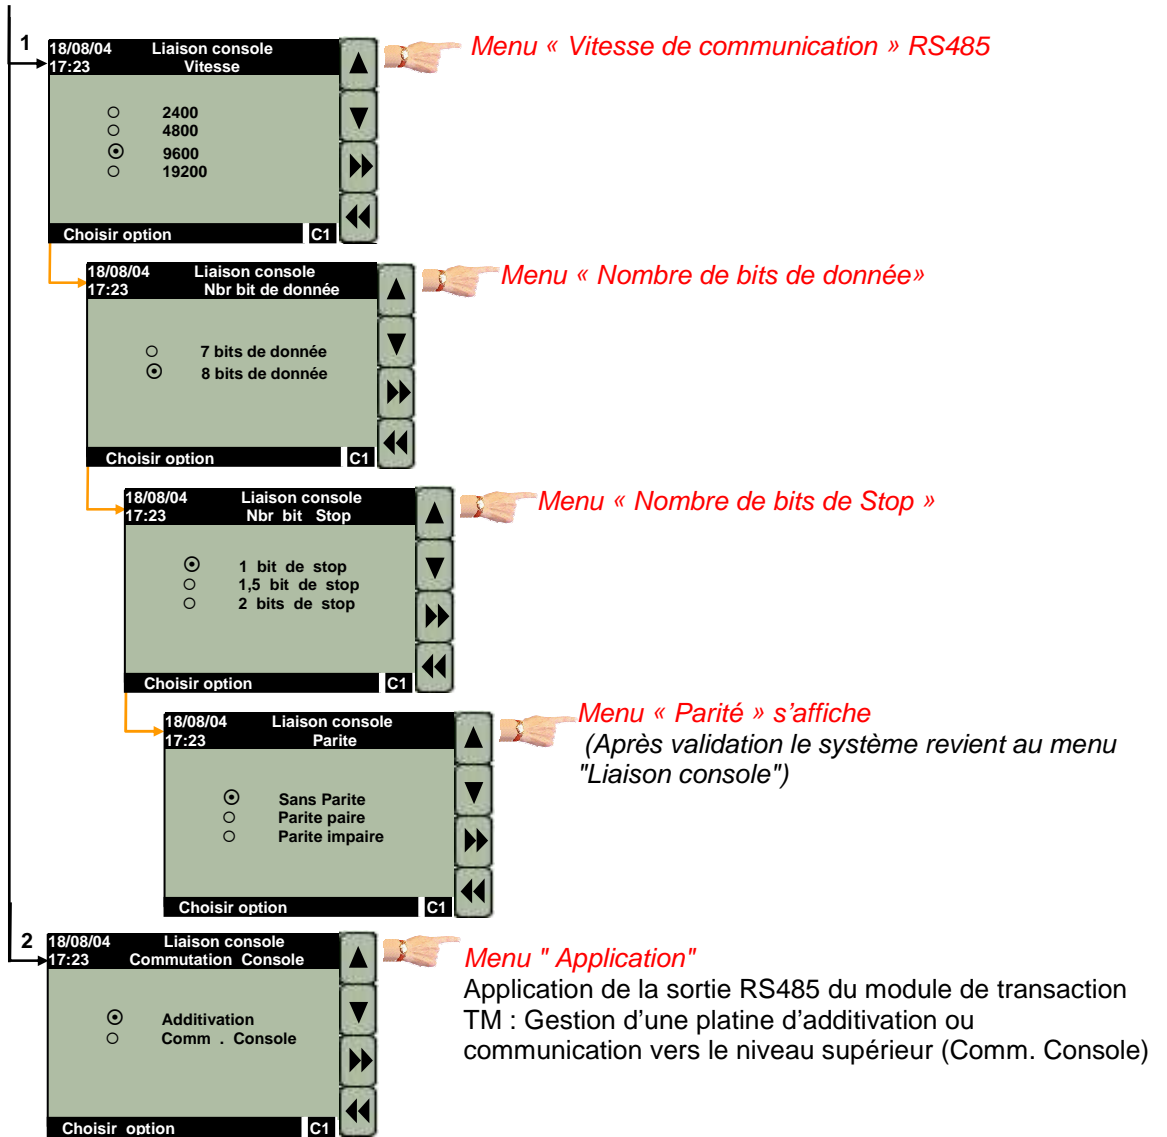 1
18/08/04 Liaison console
17:23 Vitesse
2400
4800
9600
19200
Choisir option C1
Menu « Vitesse de communication » RS485
18/08/04 Liaison console
17:23 Nbr bit de donnée
7 bits de donnée
8 bits de donnée
Choisir option C1
Menu « Nombre de bits de donnée»
18/08/04 Liaison console
17:23 Nbr bit Stop
1 bit de stop
1,5 bit de stop
2 bits de stop
Choisir option C1
Menu « Nombre de bits de Stop »
18/08/04 Liaison console
17:23 Parite
Sans Parite
Parite paire
Parite impaire
Choisir option C1
Menu « Parité » s’affiche
(Après validation le système revient au menu
"Liaison console")
2
18/08/04 Liaison console
17:23 Commutation Console
Additivation
Comm . Console
Choisir option C1
Menu " Application"
Application de la sortie RS485 du module de transaction
TM : Gestion d’une platine d’additivation ou
communication vers le niveau supérieur (Comm. Console)